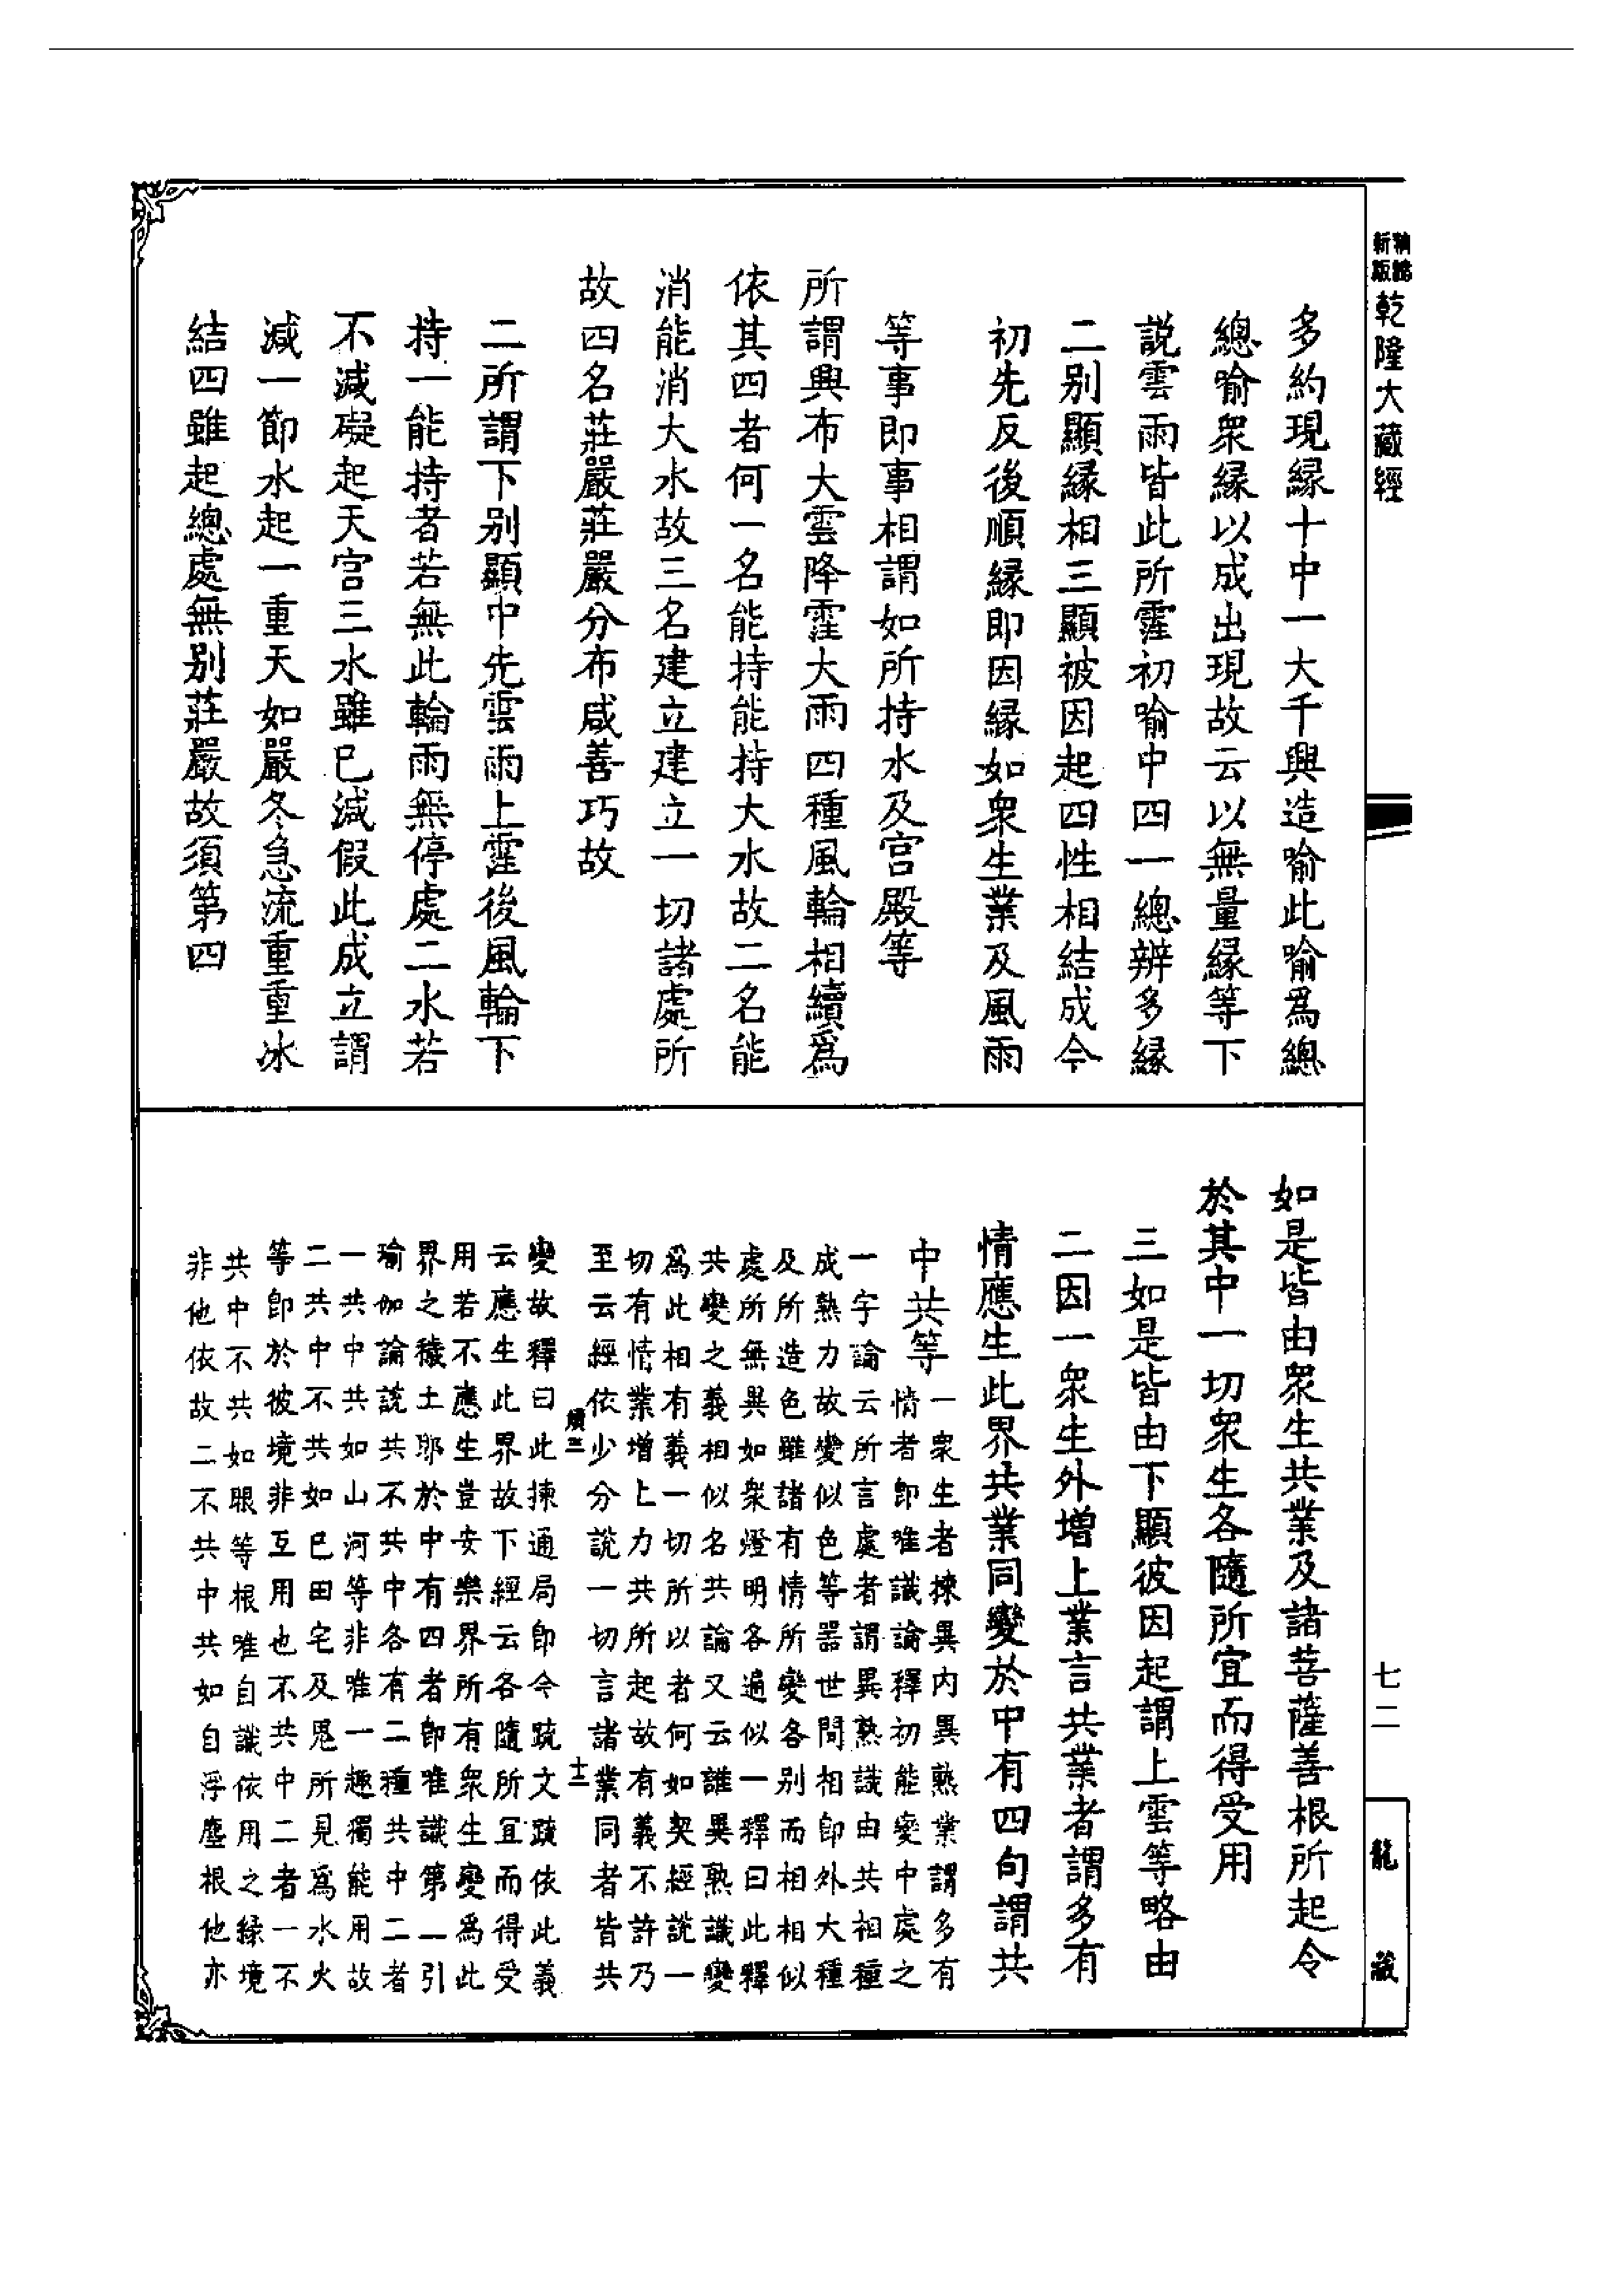 新版
精縮
乾隆大藏經
多約現緣十中一大千興造喻此喻爲總
總喻衆緣以成出現故云以無量緣等下
說雲雨皆此所霔初喻中四一總辨多緣
二别顯緣相三顯被因起四性相結成今
初先反後順緣即因緣如衆生業及風雨
等事即事相謂如所持水及宮殿等
所謂興布大雲降霔大雨四種風輪相續爲
依其四者何一名能持能持大水故二名能
消能消大水故三名建立建立一切諸處所
故四名莊嚴莊嚴分布咸善巧故
二所謂下别顯中先雲雨上霔後風輪下
持一能持者若無此輪雨無停處二水若
不減礙起天宮三水雖已減假此成立謂
減一節水起一重天如嚴冬急流重重冰
結四雖起總處無别莊嚴故須第四
如是皆由衆生共業及諸菩薩善根所起令
於其中一切衆生各隨所宜而得受用
三如是皆由下顯彼因起謂上雲等略由
二因一衆生外增上業言共業者謂多有
情應生此界共業同變於中有四句謂共
中共等
一衆生者揀異内異熟業謂多有
情者即唯識論釋初能變中處之
一字論云所言處者謂異熟識由共相種
成熟力故變似色等器世間相即外大種
及所造色雖諸有情所變各别而相相似
處所無異如衆燈明各遍似一釋曰此釋
共變之義相似名共論又云誰異熟識變
爲此相有義一切所以者何如契經說一
切有情業增上力共所起故有義不許乃
至云經依少分說一切言諸業同者皆共
續三
十二
變故釋曰此揀通局即今疏文疏依此義
云應生此界故下經云各隨所宜而得受
用若不應生豈安樂界所有衆生變爲此
界之穢土耶於中有四者即唯識第二引
瑜伽論說共不共中各有二種共中二者
一共中共如山河等非唯一趣獨能用故
二共中不共如已田宅及鬼所見爲水火
等即於彼境非互用也不共中二者一不
共中不共如眼等根唯自識依用之緣境
非他依故二不共中共如自浮塵根他亦
七二
龍藏